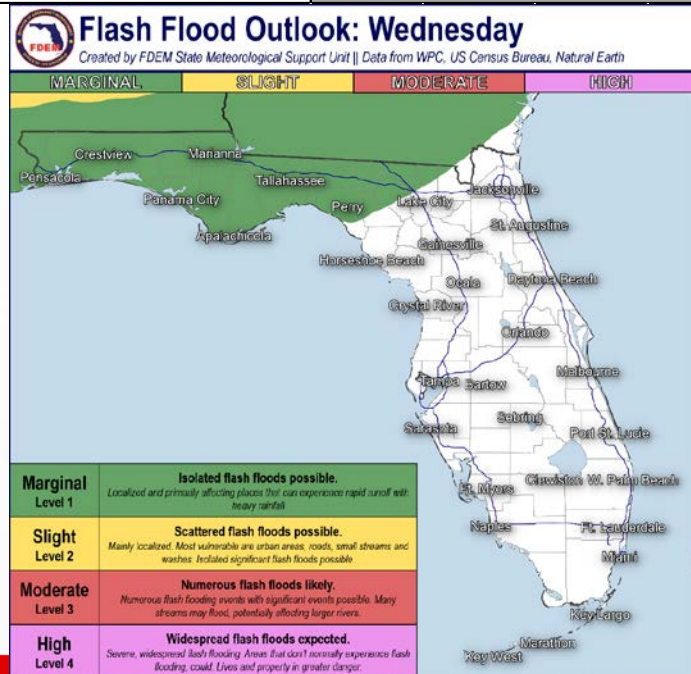 FDEM
Flash Flood Outlook: Wednesday
Created by FDEM State Meteorological Support Unit || Data from WPC, US Census Bureau, Natural Earth
MARGINAL SLIGHT MODERATE HIGH
Crestview
Marianna
Pensacola
Tallahassee
Panama City
Perry
Apalachicola
Lake City
Jacksonville
St. Augustine
Gainesville
Horseshoe Beach
Ocala
Daytona Beach
Crystal River
Orlando
Melbourne
Tampa
Bartow
Sebring
Sarasota
Port St. Lucie
Clewiston
W. Palm Beach
Ft. Myers
Naples
Ft. Lauderdale
Miami
Key Largo
Marathon
Key West
Marginal
Level 1
Isolated flash floods possible.
Localized and primarily affecting places that can experience rapid runoff with
heavy rainfall
Slight
Level 2
Scattered flash floods possible.
Mainly localized. Most vulnerable are urban areas, roads, small streams and
washes. Isolated significant flash floods possible
Moderate
Level 3
Numerous flash floods likely.
Numerous flash flooding events with significant events possible. Many
streams may flood, potentially affecting larger rivers.
High
Level 4
Widespread flash floods expected.
Severe, widespread flash flooding. Areas that don't normally experience flash
flooding, could. Lives and property in greater danger.